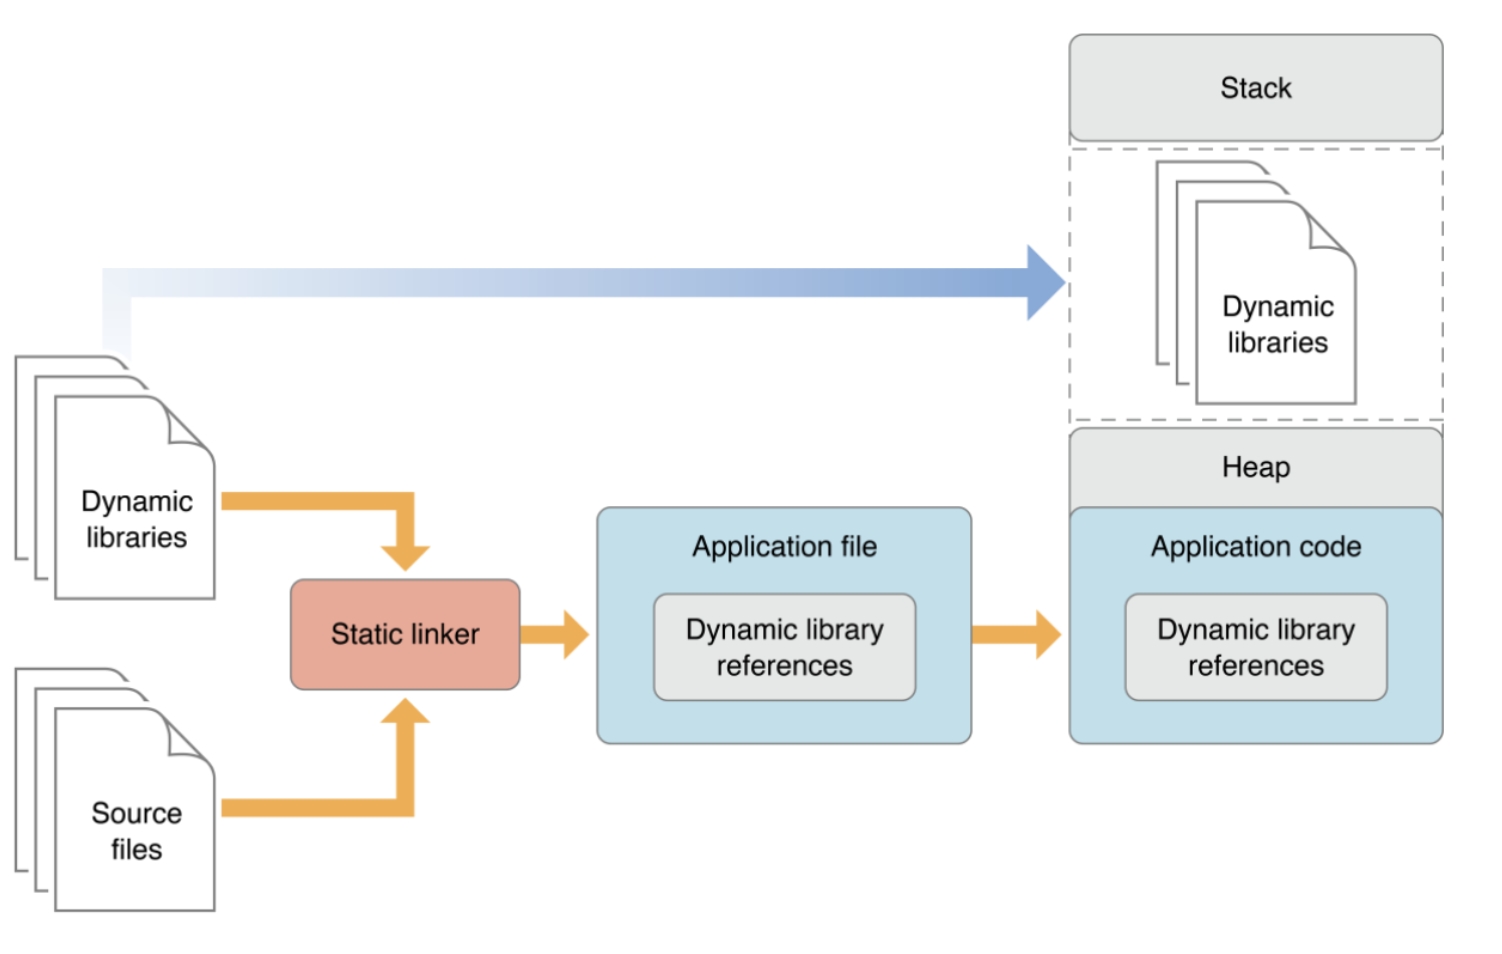 Stack
Dynamic
libraries
Heap
Dynamic
libraries
Static linker
Source
files
Application file
Dynamic library
references
Application code
Dynamic library
references